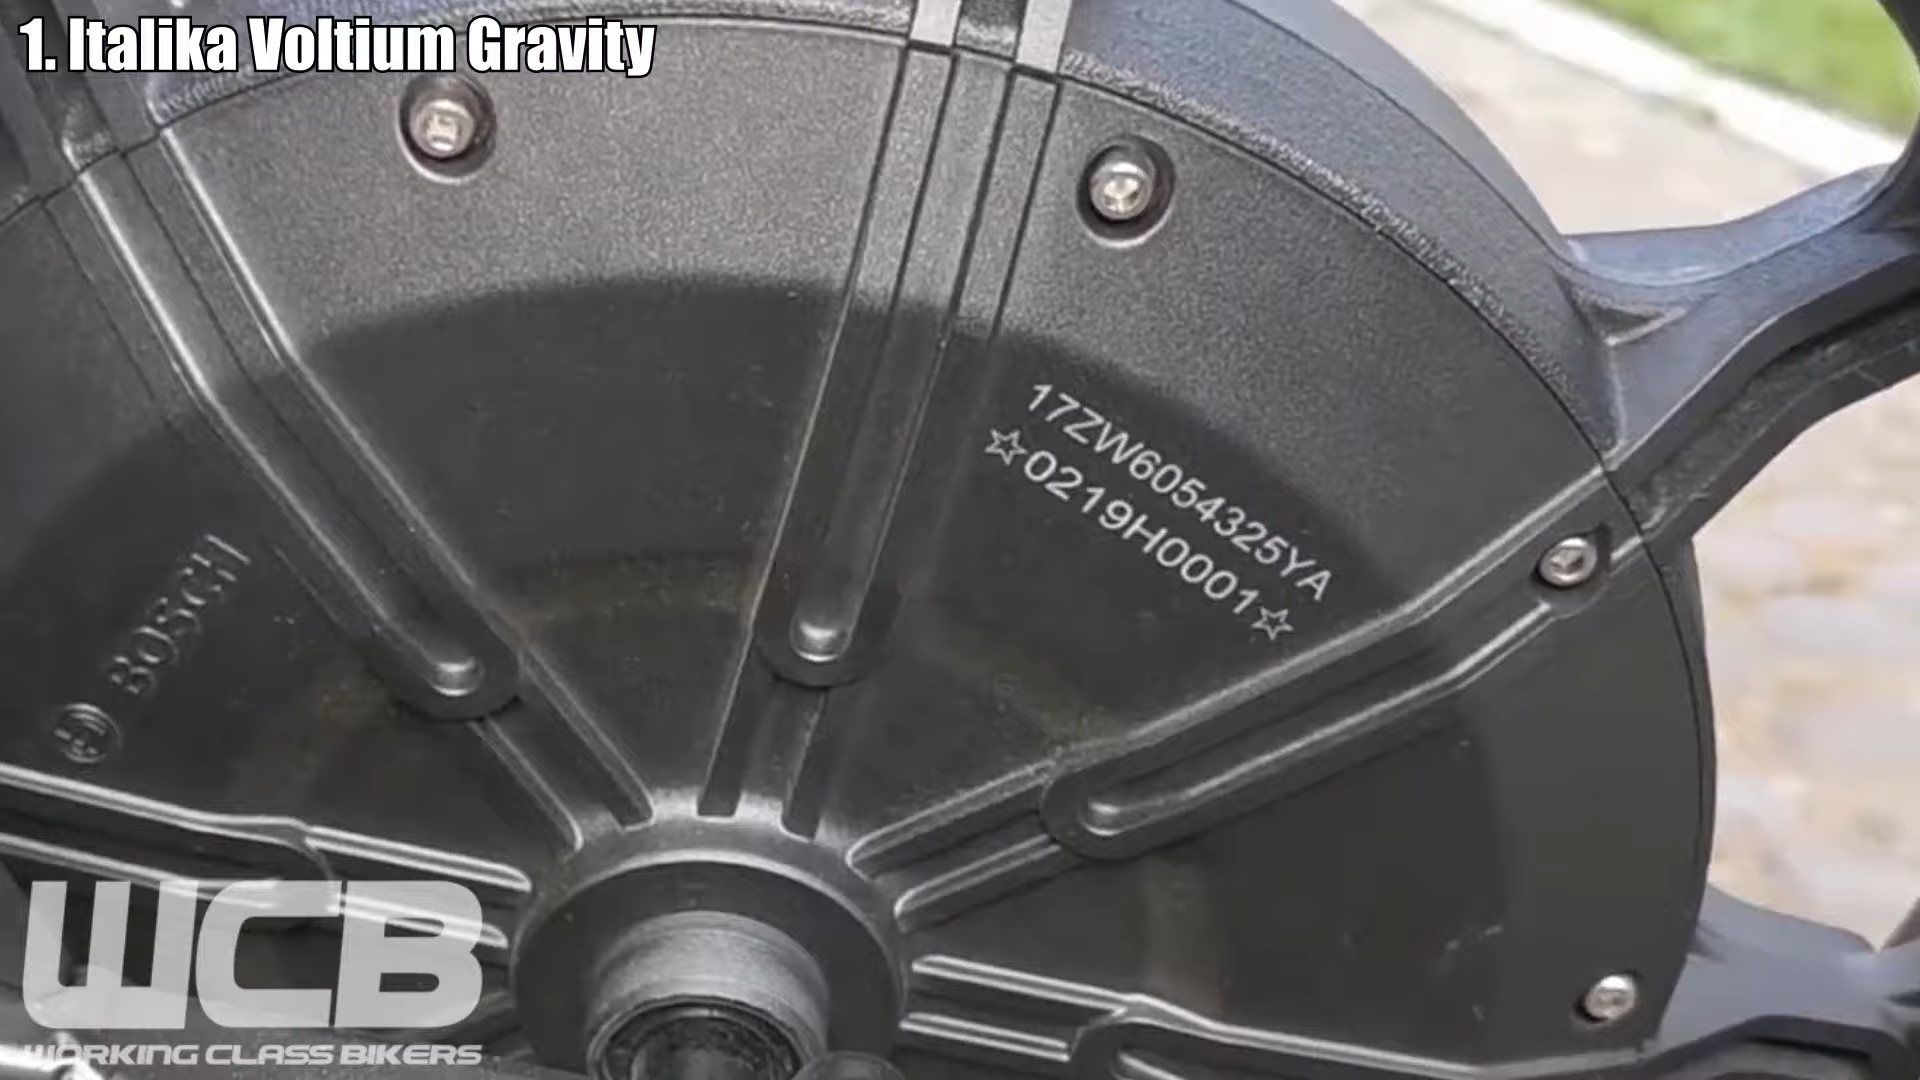 1. Italika Voltium Gravity
17ZW6054325YA
☆0219H0001☆
BOSCH
WCB
WORKING CLASS BIKERS